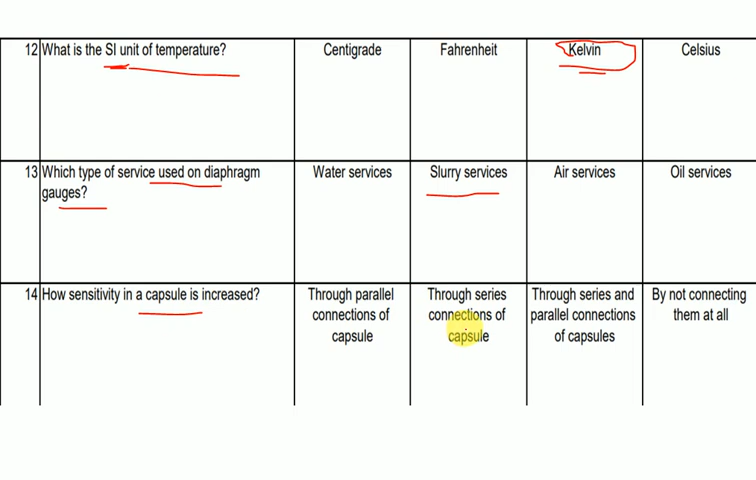 12 What is the SI unit of temperature? Centigrade Fahrenheit Kelvin Celsius
13 Which type of service used on diaphragm Water services Slurry services Air services Oil services
gauges?
14 How sensitivity in a capsule is increased? Through parallel Through series Through series and By not connecting
connections of connections of parallel connections them at all
capsule capsule of capsules